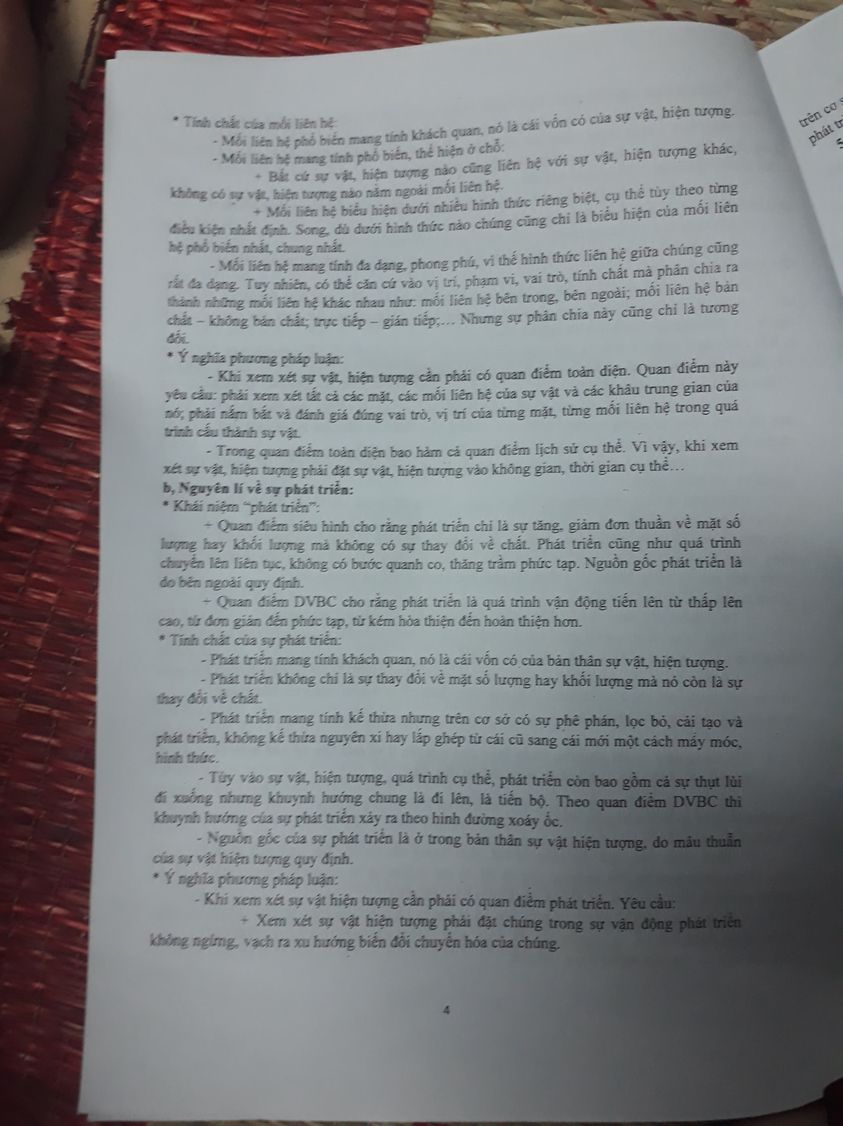 * Tính chất của mối liên hệ:
- Mối liên hệ phổ biến mang tính khách quan, nó là cái vốn có của sự vật, hiện tượng.
- Mối liên hệ mang tính phổ biến, thể hiện ở chỗ:
+ Bất cứ sự vật, hiện tượng nào cũng liên hệ với sự vật, hiện tượng khác,
không có sự vật, hiện tượng nào nằm ngoài mối liên hệ.
+ Mối liên hệ biểu hiện dưới nhiều hình thức riêng biệt, cụ thể tùy theo từng
điều kiện nhất định. Song, dù dưới hình thức nào chúng cũng chỉ là biểu hiện của mối liên
hệ phổ biến nhất, chung nhất.
- Mối liên hệ mang tính đa dạng, phong phú, vì thế hình thức liên hệ giữa chúng cũng
rất đa dạng. Tuy nhiên, có thể căn cứ vào vị trí, phạm vi, vai trò, tính chất mà phân chia ra
thành những mối liên hệ khác nhau như: mối liên hệ bên trong, bên ngoài; mối liên hệ bản
chất – không bản chất; trực tiếp – gián tiếp;… Nhưng sự phân chia này cũng chỉ là tương
đối.
* Ý nghĩa phương pháp luận:
- Khi xem xét sự vật, hiện tượng cần phải có quan điểm toàn diện. Quan điểm này
yêu cầu: phải xem xét tất cả các mặt, các mối liên hệ của sự vật và các khâu trung gian của
nó; phải nắm bắt và đánh giá đúng vai trò, vị trí của từng mặt, từng mối liên hệ trong quá
trình cấu thành sự vật.
- Trong quan điểm toàn diện bao hàm cả quan điểm lịch sử cụ thể. Vì vậy, khi xem
xét sự vật, hiện tượng phải đặt sự vật, hiện tượng vào không gian, thời gian cụ thể…
b, Nguyên lí về sự phát triển:
* Khái niệm “phát triển”:
+ Quan điểm siêu hình cho rằng phát triển chỉ là sự tăng, giảm đơn thuần về mặt số
lượng hay khối lượng mà không có sự thay đổi về chất. Phát triển cũng như quá trình
chuyển lên liên tục, không có bước quanh co, thăng trầm phức tạp. Nguồn gốc phát triển là
do bên ngoài quy định.
+ Quan điểm DVBC cho rằng phát triển là quá trình vận động tiến lên từ thấp lên
cao, từ đơn giản đến phức tạp, từ kém hòa thiện đến hoàn thiện hơn.
* Tính chất của sự phát triển:
- Phát triển mang tính khách quan, nó là cái vốn có của bản thân sự vật, hiện tượng.
- Phát triển không chỉ là sự thay đổi về mặt số lượng hay khối lượng mà nó còn là sự
thay đổi về chất.
- Phát triển mang tính kế thừa nhưng trên cơ sở có sự phê phán, lọc bỏ, cải tạo và
phát triển, không kế thừa nguyên xi hay lắp ghép từ cái cũ sang cái mới một cách máy móc,
hình thức.
- Tùy vào sự vật, hiện tượng, quá trình cụ thể, phát triển còn bao gồm cả sự thụt lùi
đi xuống nhưng khuynh hướng chung là đi lên, là tiến bộ. Theo quan điểm DVBC thì
khuynh hướng của sự phát triển xảy ra theo hình đường xoáy ốc.
- Nguồn gốc của sự phát triển là ở trong bản thân sự vật hiện tượng, do mâu thuẫn
của sự vật hiện tượng quy định.
* Ý nghĩa phương pháp luận:
- Khi xem xét sự vật hiện tượng cần phải có quan điểm phát triển. Yêu cầu:
+ Xem xét sự vật hiện tượng phải đặt chúng trong sự vận động phát triển
không ngừng, vạch ra xu hướng biến đổi chuyển hóa của chúng.
4
trên cơ
phát